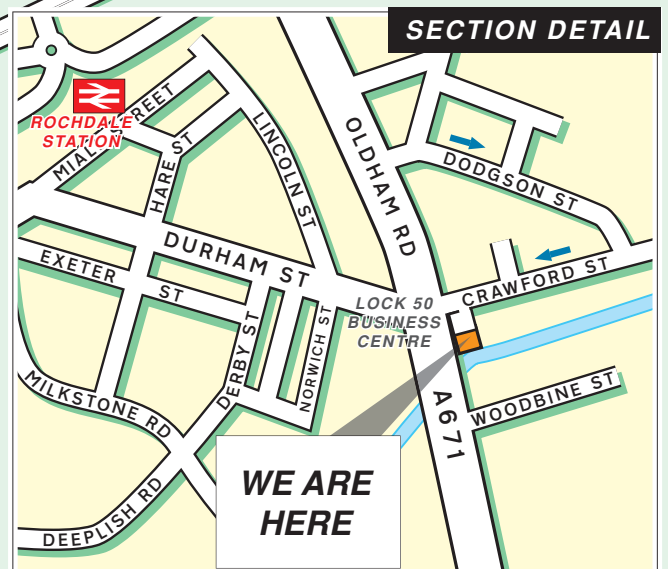 SECTION DETAIL
ROCHDALE
STATION
MIALL STREET
HARE ST
LINCOLN ST
OLDHAM RD
DODGSON ST
DURHAM ST
EXETER ST
CRAWFORD ST
LOCK 50
BUSINESS
CENTRE
NORWICH ST
DERBY ST
MILKSTONE RD
A671
WOODBINE ST
DEEPLISH RD
WE ARE
HERE